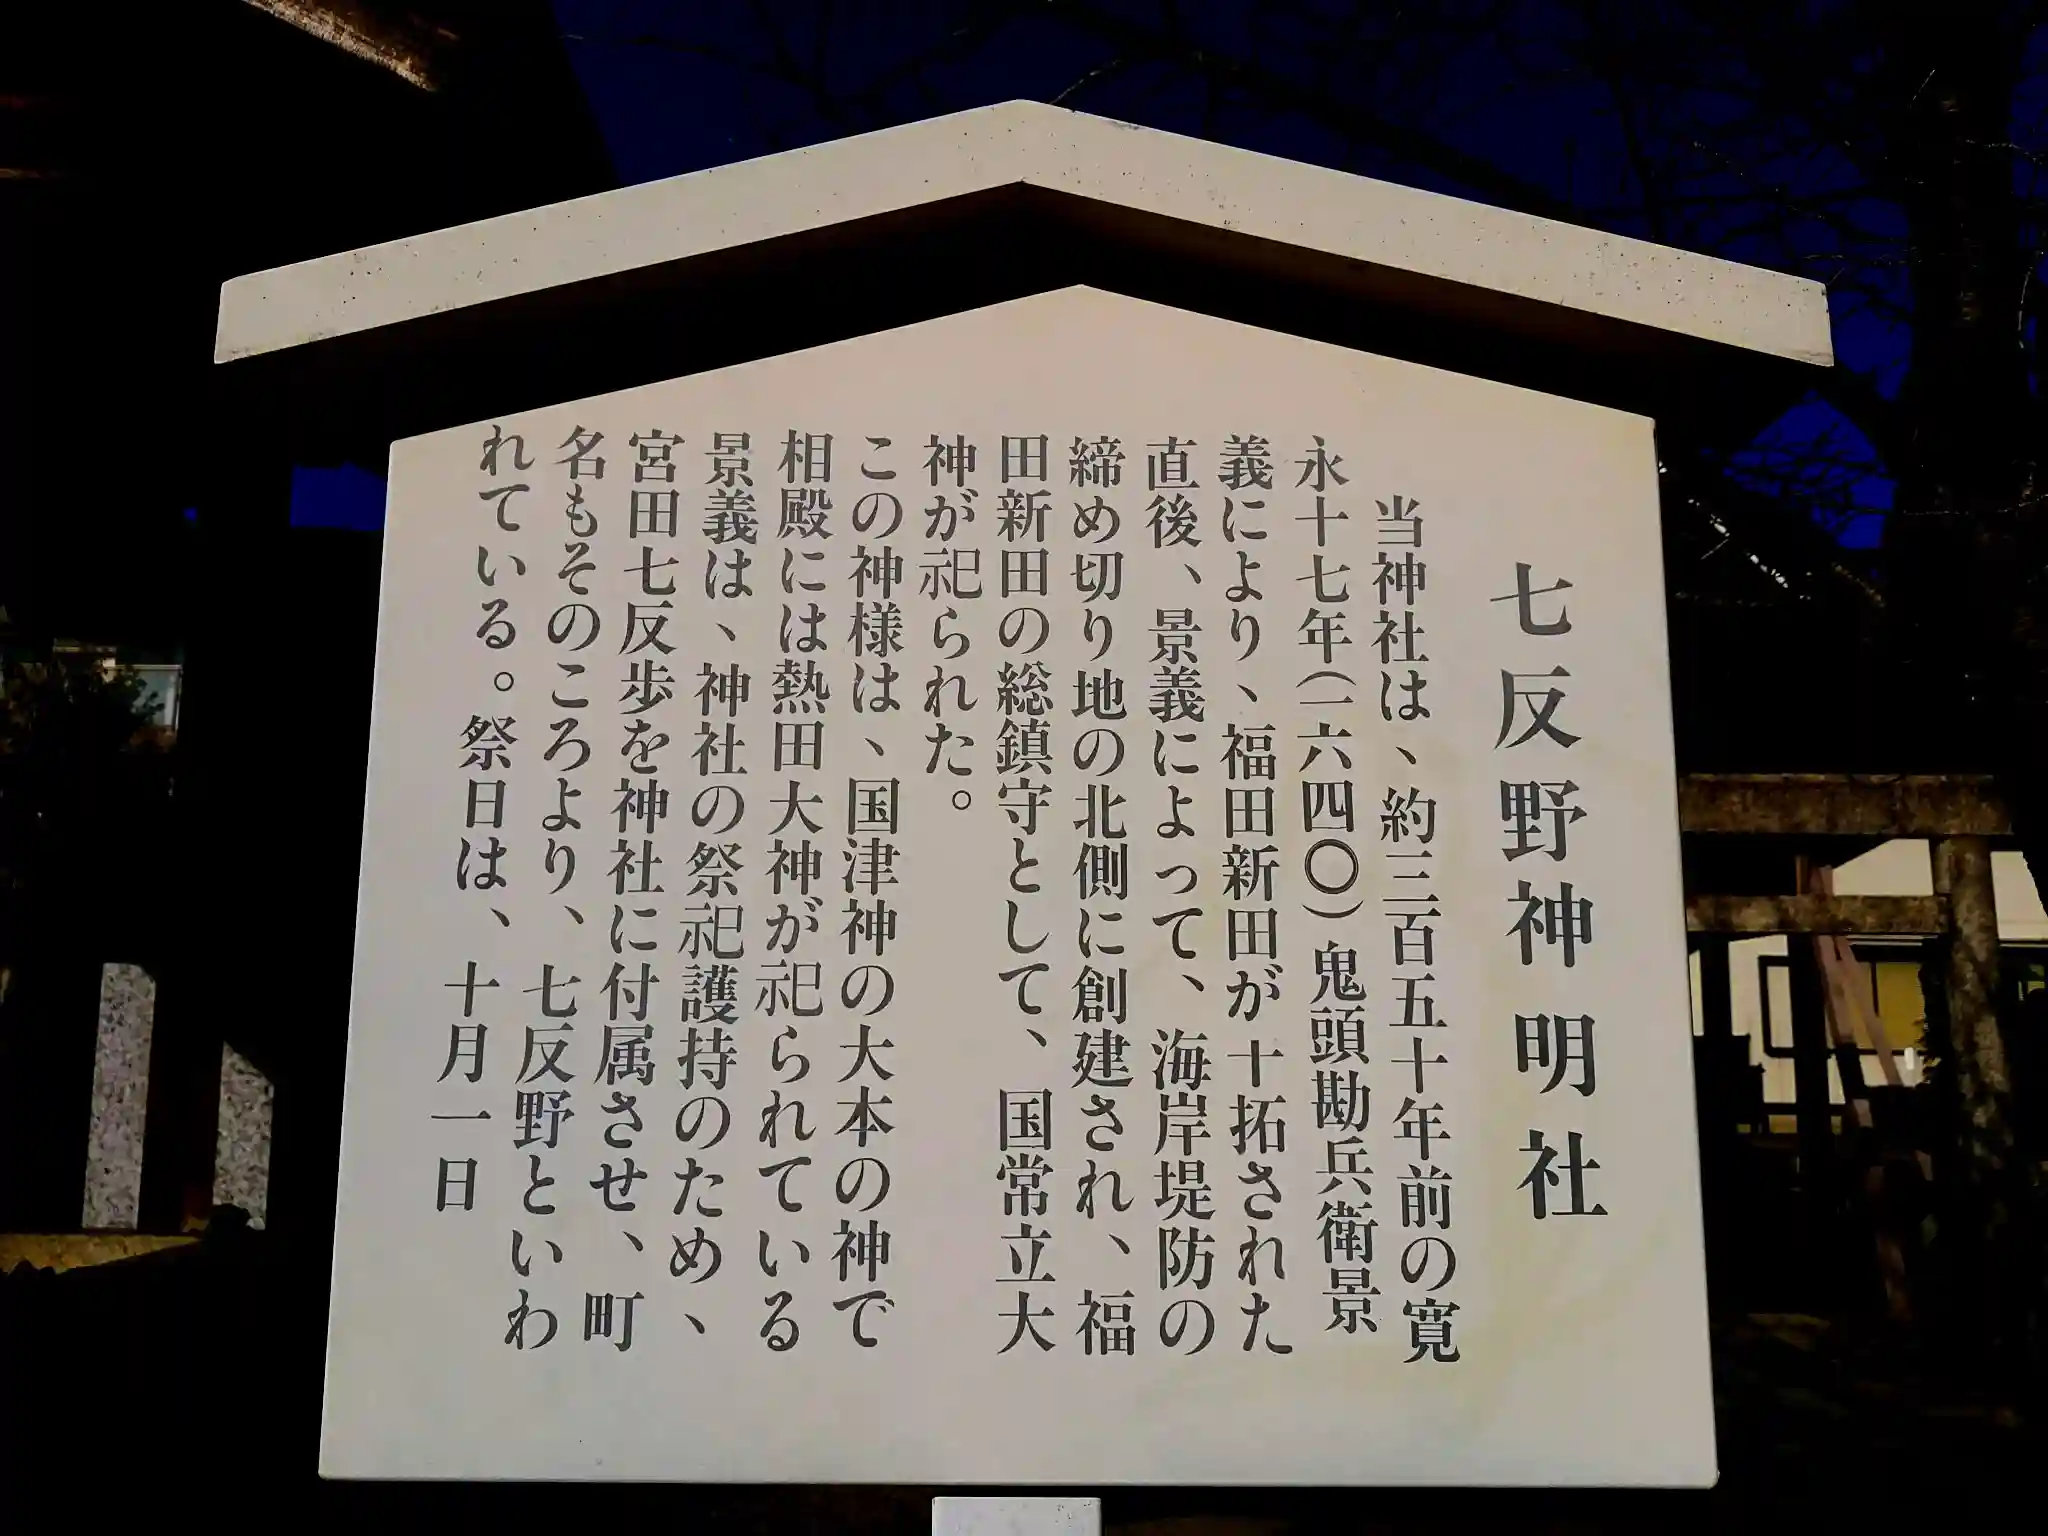 七反野神明社
当神社は、約三百五十年前の寛
永十七年(一六四〇)鬼頭勘兵衛景
義により、福田新田が干拓された
直後、景義によって、海岸堤防の
締め切り地の北側に創建され、福
田新田の総鎮守として、国常立大
神が祀られた。
この神様は、国津神の大本の神で
相殿には熱田大神が祀られている
景義は、神社の祭祀護持のため、
宮田七反歩を神社に付属させ、町
名もそのころより、七反野といわ
れている。祭日は、十月一日